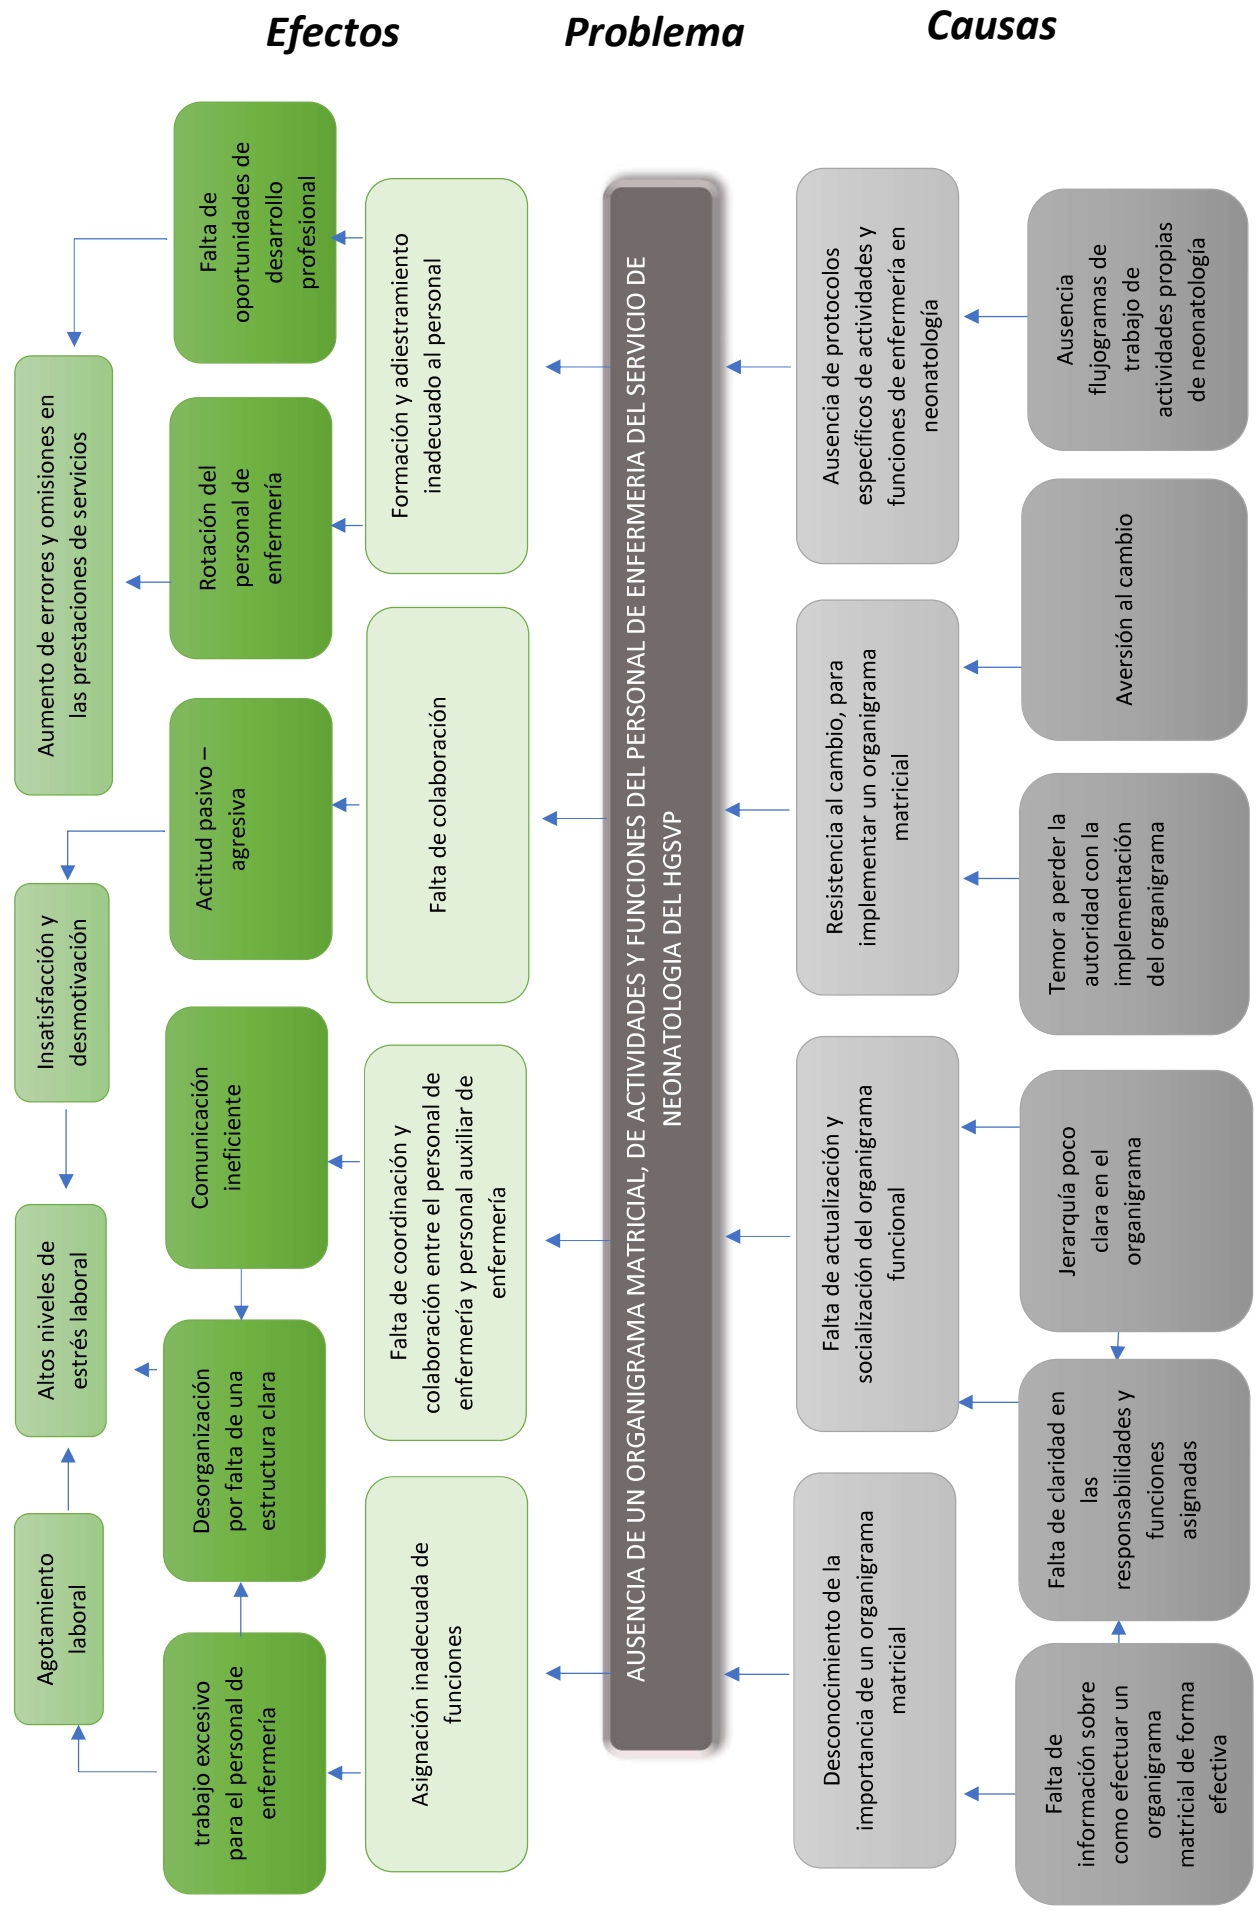 Efectos
Problema
Causas
Agotamiento
laboral
Altos niveles de
estrés laboral
Insatisfacción y
desmotivación
Aumento de errores y omisiones en
las prestaciones de servicios
trabajo excesivo
para el personal de
enfermería
Desorganización
por falta de una
estructura clara
Comunicación
ineficiente
Actitud pasivo –
agresiva
Rotación del
personal de
enfermería
Falta de
oportunidades de
desarrollo
profesional
Asignación inadecuada de
funciones
Falta de coordinación y
colaboración entre el personal de
enfermería y personal auxiliar de
enfermería
Falta de colaboración
Formación y adiestramiento
inadecuado al personal
AUSENCIA DE UN ORGANIGRAMA MATRICIAL, DE ACTIVIDADES Y FUNCIONES DEL PERSONAL DE ENFERMERIA DEL SERVICIO DE
NEONATOLOGIA DEL HGSVP
Desconocimiento de la
importancia de un organigrama
matricial
Falta de actualización y
socialización del organigrama
funcional
Resistencia al cambio, para
implementar un organigrama
matricial
Ausencia de protocolos
específicos de actividades y
funciones de enfermería en
neonatología
Falta de
información sobre
como efectuar un
organigrama
matricial de forma
efectiva
Falta de claridad en
las
responsabilidades y
funciones
asignadas
Jerarquía poco
clara en el
organigrama
Temor a perder la
autoridad con la
implementación
del organigrama
Aversión al cambio
Ausencia
flujogramas de
trabajo de
actividades propias
de neonatología